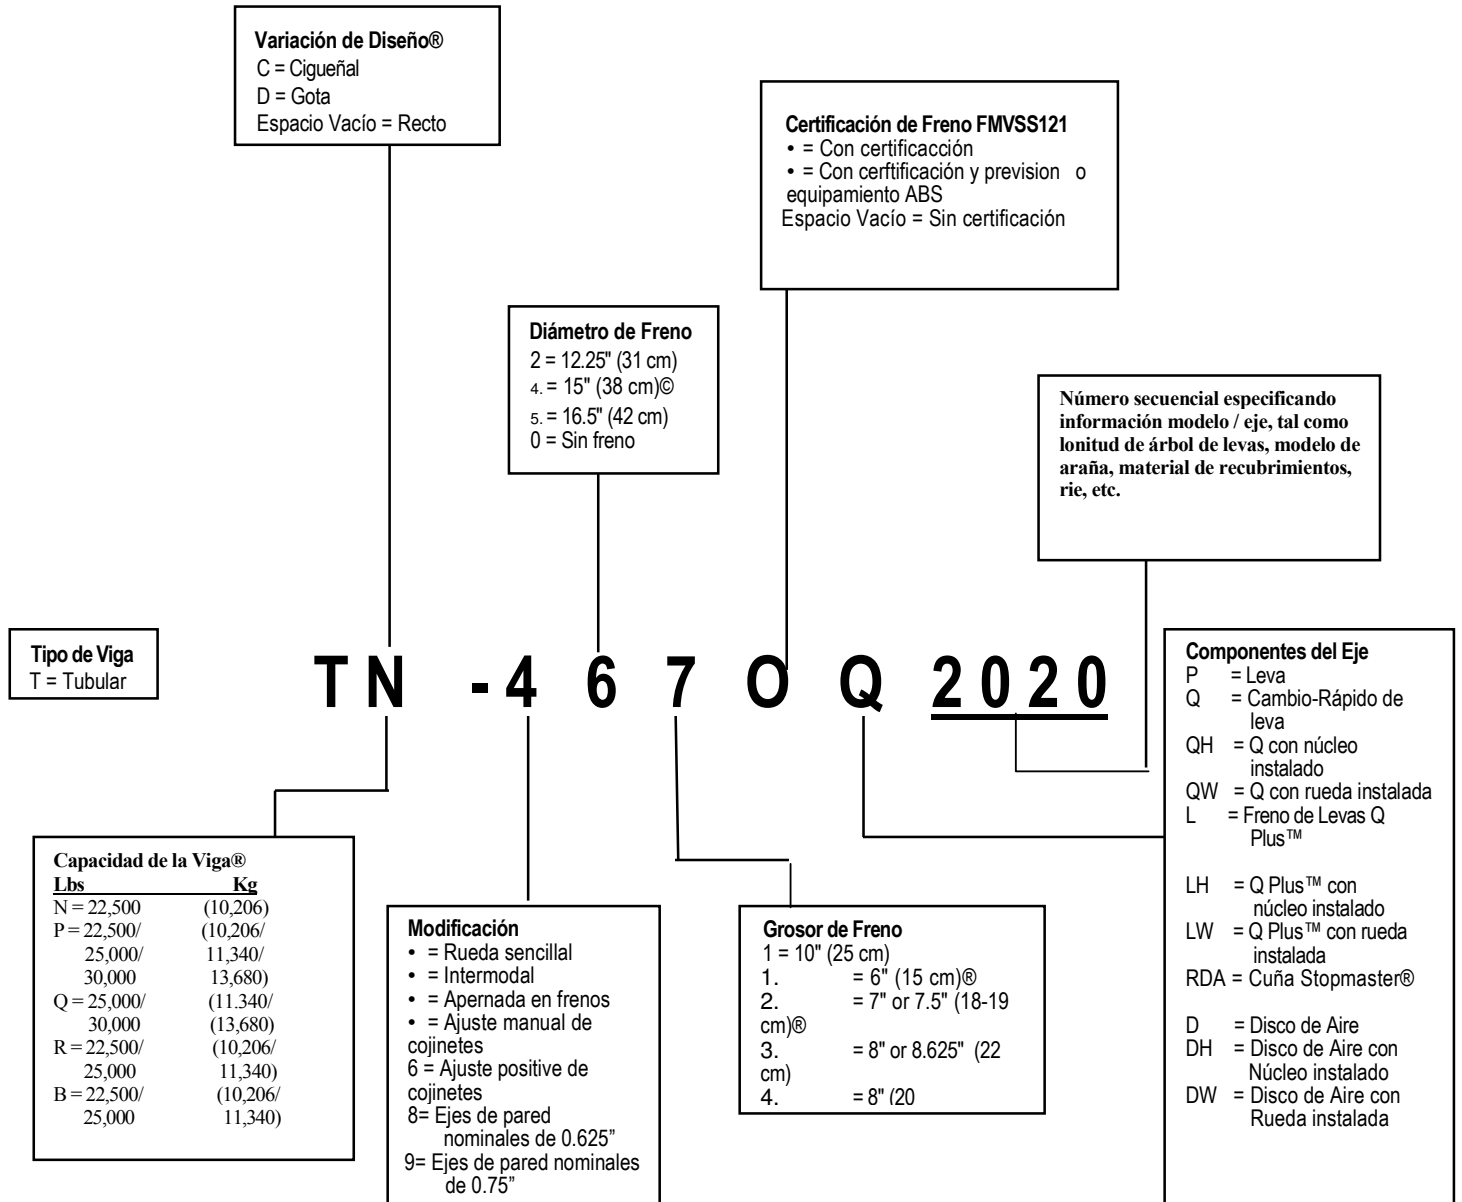 Variación de Diseño®
C = Cigueñal
D = Gota
Espacio Vacío = Recto
Certificación de Freno FMVSS121
• = Con certificacción
• = Con cerftificación y prevision o
equipamiento ABS
Espacio Vacío = Sin certificación
Diámetro de Freno
2 = 12.25" (31 cm)
4. = 15" (38 cm)©
5. = 16.5" (42 cm)
0 = Sin freno
Número secuencial especificando
información modelo / eje, tal como
lonitud de árbol de levas, modelo de
araña, material de recubrimientos,
rie, etc.
Tipo de Viga
T = Tubular
TN -4 6 7 O Q 2020
Componentes del Eje
P = Leva
Q = Cambio-Rápido de
leva
QH = Q con núcleo
instalado
QW = Q con rueda instalada
L = Freno de Levas Q
Plus™
LH = Q Plus™ con
núcleo instalado
LW = Q Plus™ con rueda
instalada
RDA = Cuña Stopmaster®
D = Disco de Aire
DH = Disco de Aire con
Núcleo instalado
DW = Disco de Aire con
Rueda instalada
Capacidad de la Viga®
Lbs Kg
N = 22,500 (10,206)
P = 22,500/ (10,206/
25,000/ 11,340/
30,000 13,680)
Q = 25,000/ (11.340/
30,000 (13,680)
R = 22,500/ (10,206/
25,000 11,340)
B = 22,500/ (10,206/
25,000 11,340)
Modificación
• = Rueda sencillal
• = Intermodal
• = Apernada en frenos
• = Ajuste manual de
cojinetes
6 = Ajuste positive de
cojinetes
8= Ejes de pared
nominales de 0.625”
9= Ejes de pared nominales
de 0.75”
Grosor de Freno
1 = 10" (25 cm)
1. = 6" (15 cm)®
2. = 7" or 7.5" (18-19
cm)®
3. = 8" or 8.625" (22
cm)
4. = 8" (20